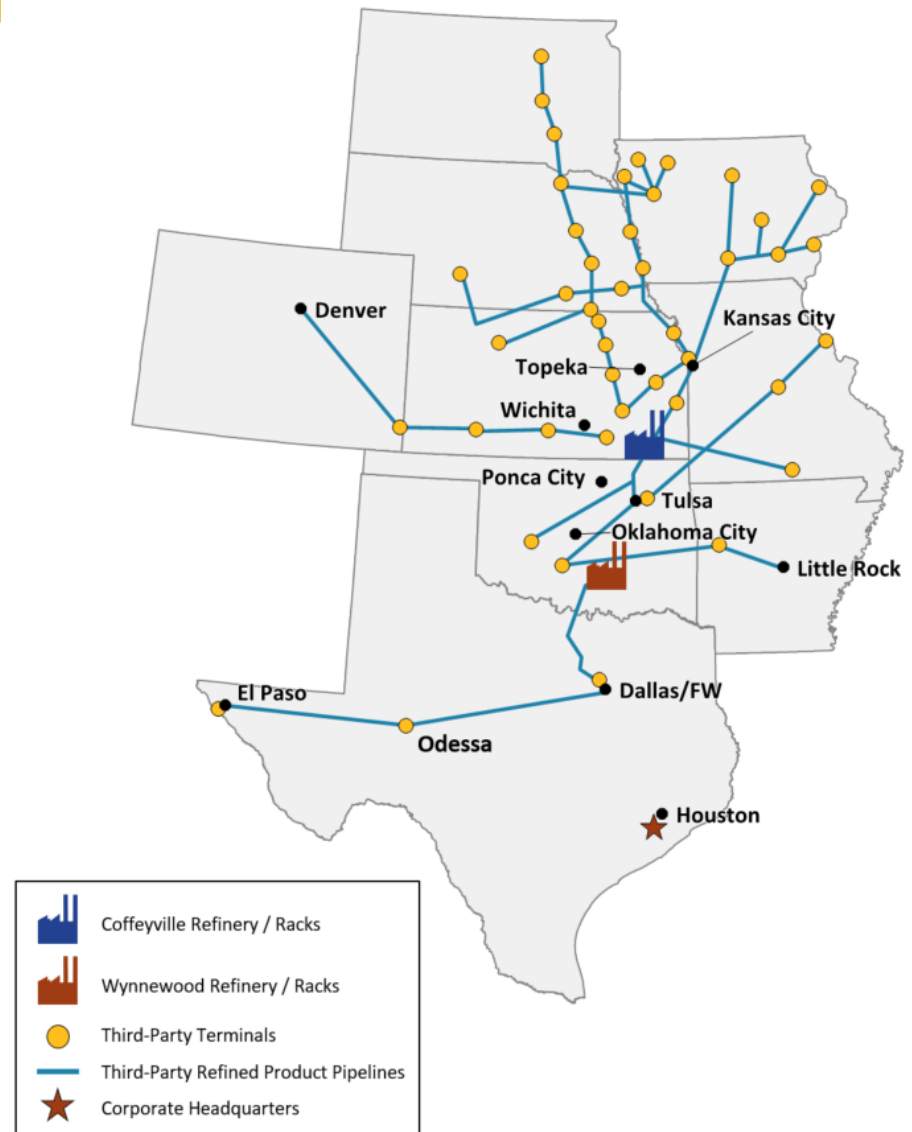 Denver
Kansas City
Topeka
Wichita
Ponca City
Tulsa
Oklahoma City
Little Rock
El Paso
Dallas/FW
Odessa
Houston
Coffeyville Refinery / Racks
Wynnewood Refinery / Racks
Third-Party Terminals
Third-Party Refined Product Pipelines
Corporate Headquarters